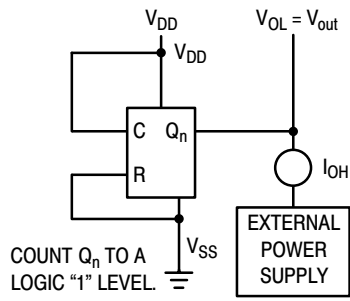 V_DD
V_OL = V_out
V_DD
C Q_n
R
I_OH
EXTERNAL
POWER
SUPPLY
V_SS
COUNT Q_n TO A
LOGIC “1” LEVEL.